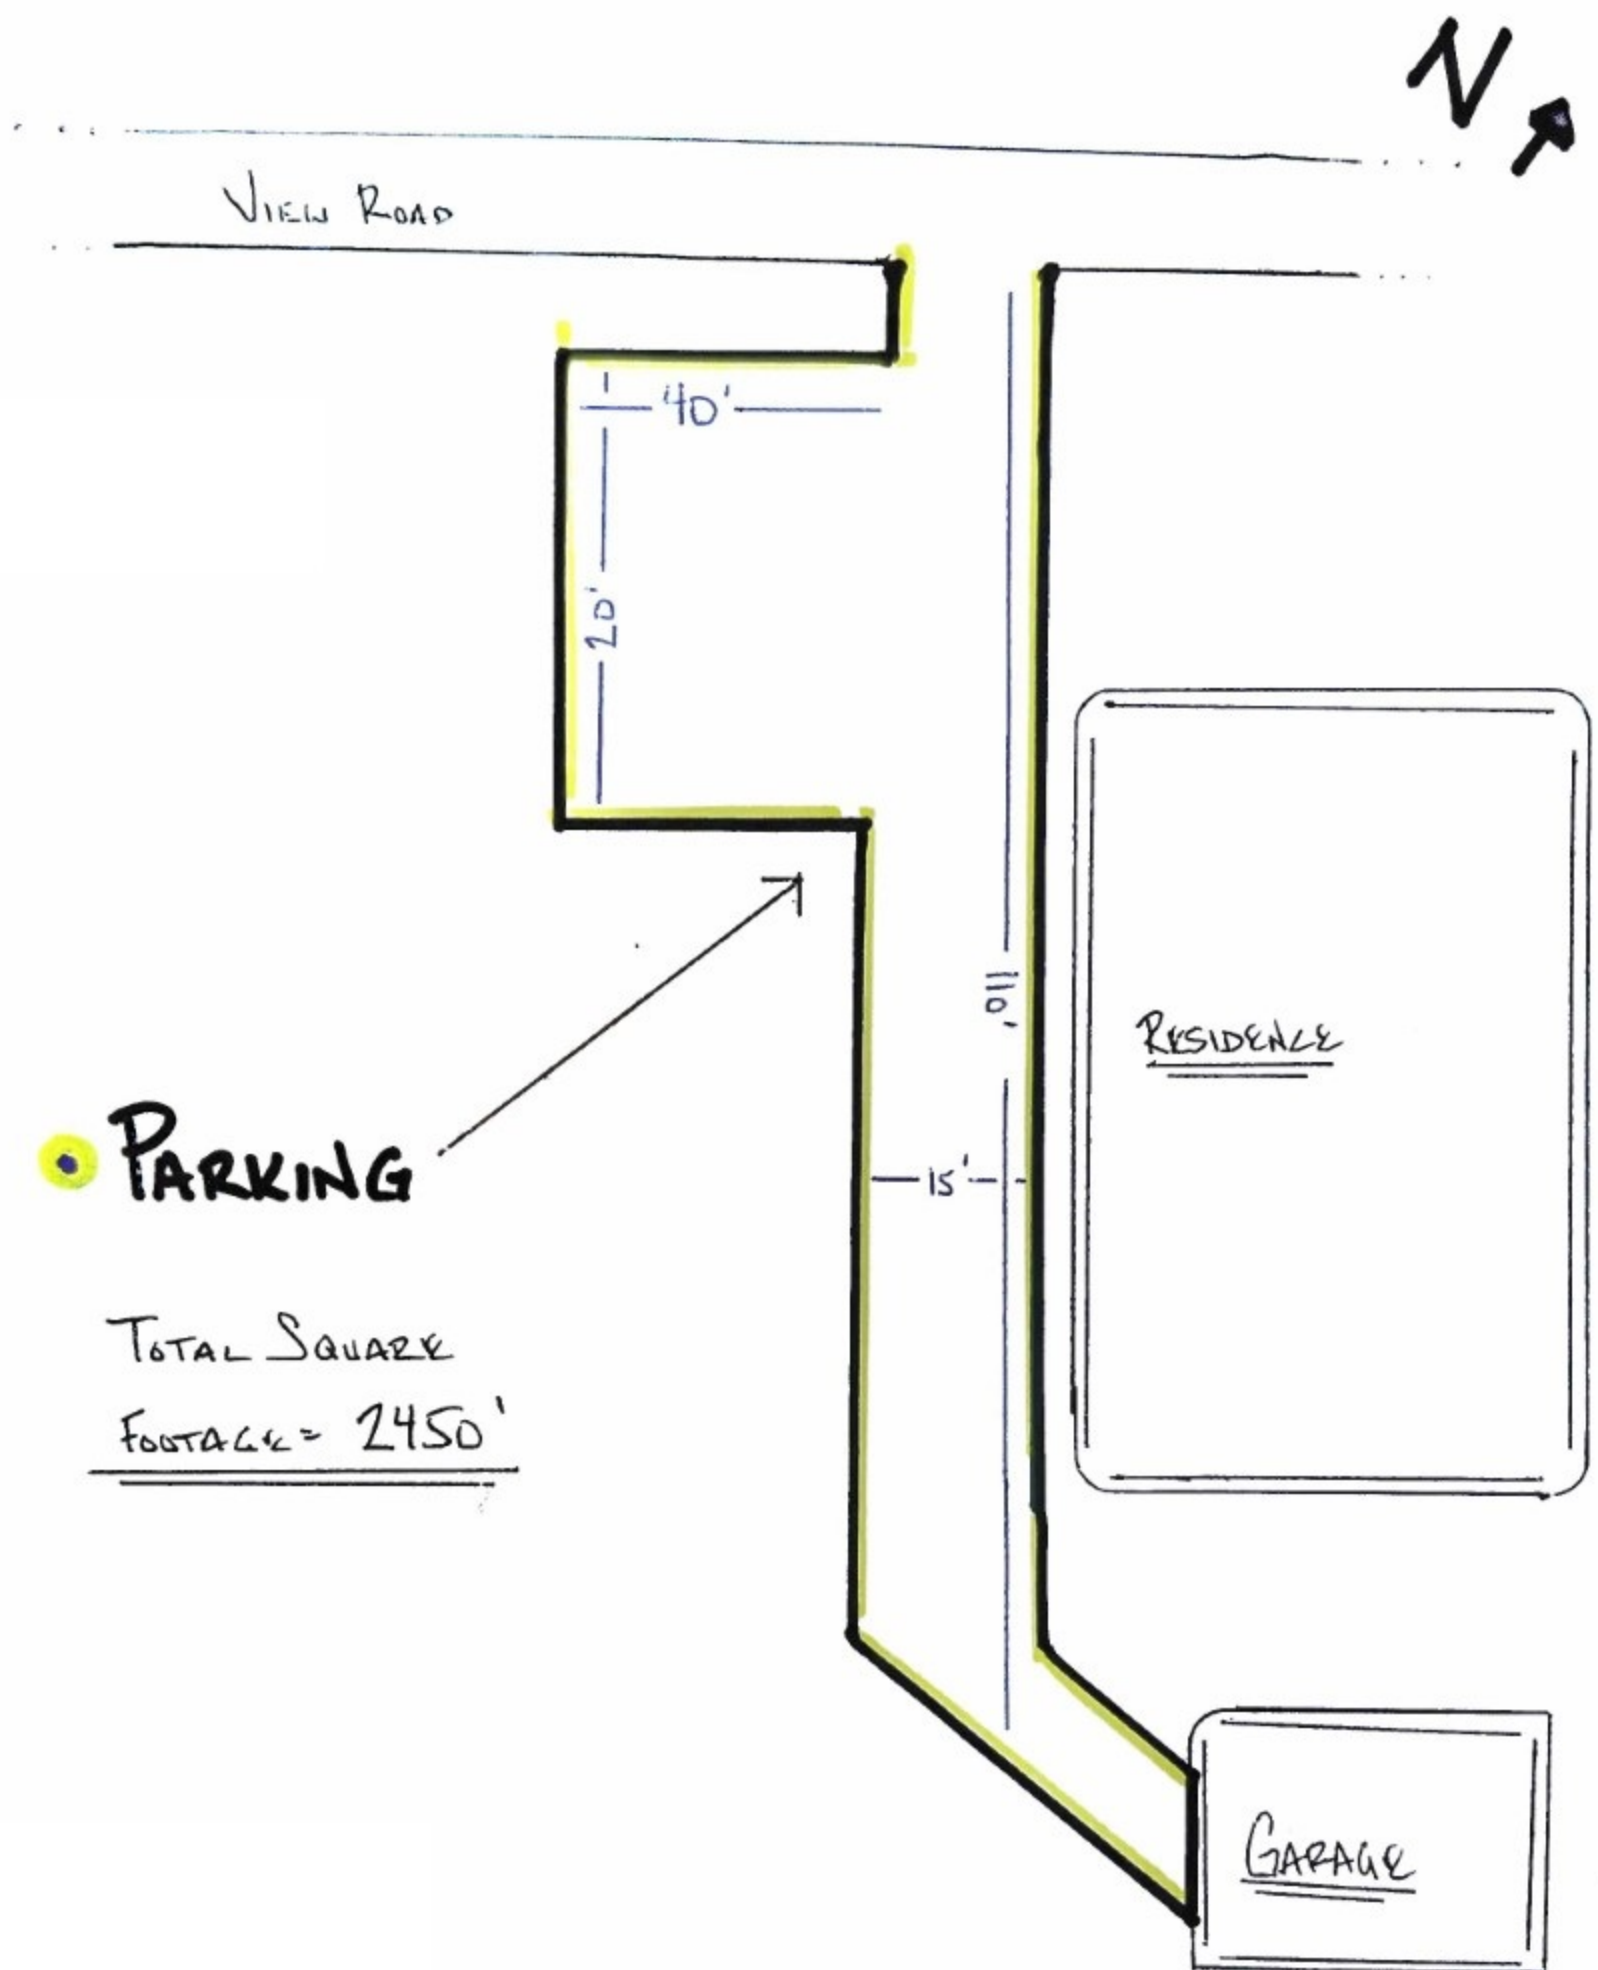 N
VIEW ROAD
40'
20'
110'
RESIDENCE
15'
PARKING
TOTAL SQUARE
FOOTAGE = 2450'
GARAGE